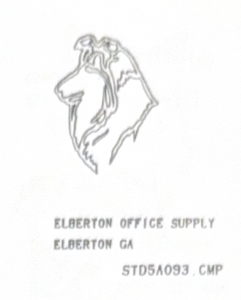 ELBERTON OFFICE SUPPLY
ELBERTON GA
STD5A093.CMP